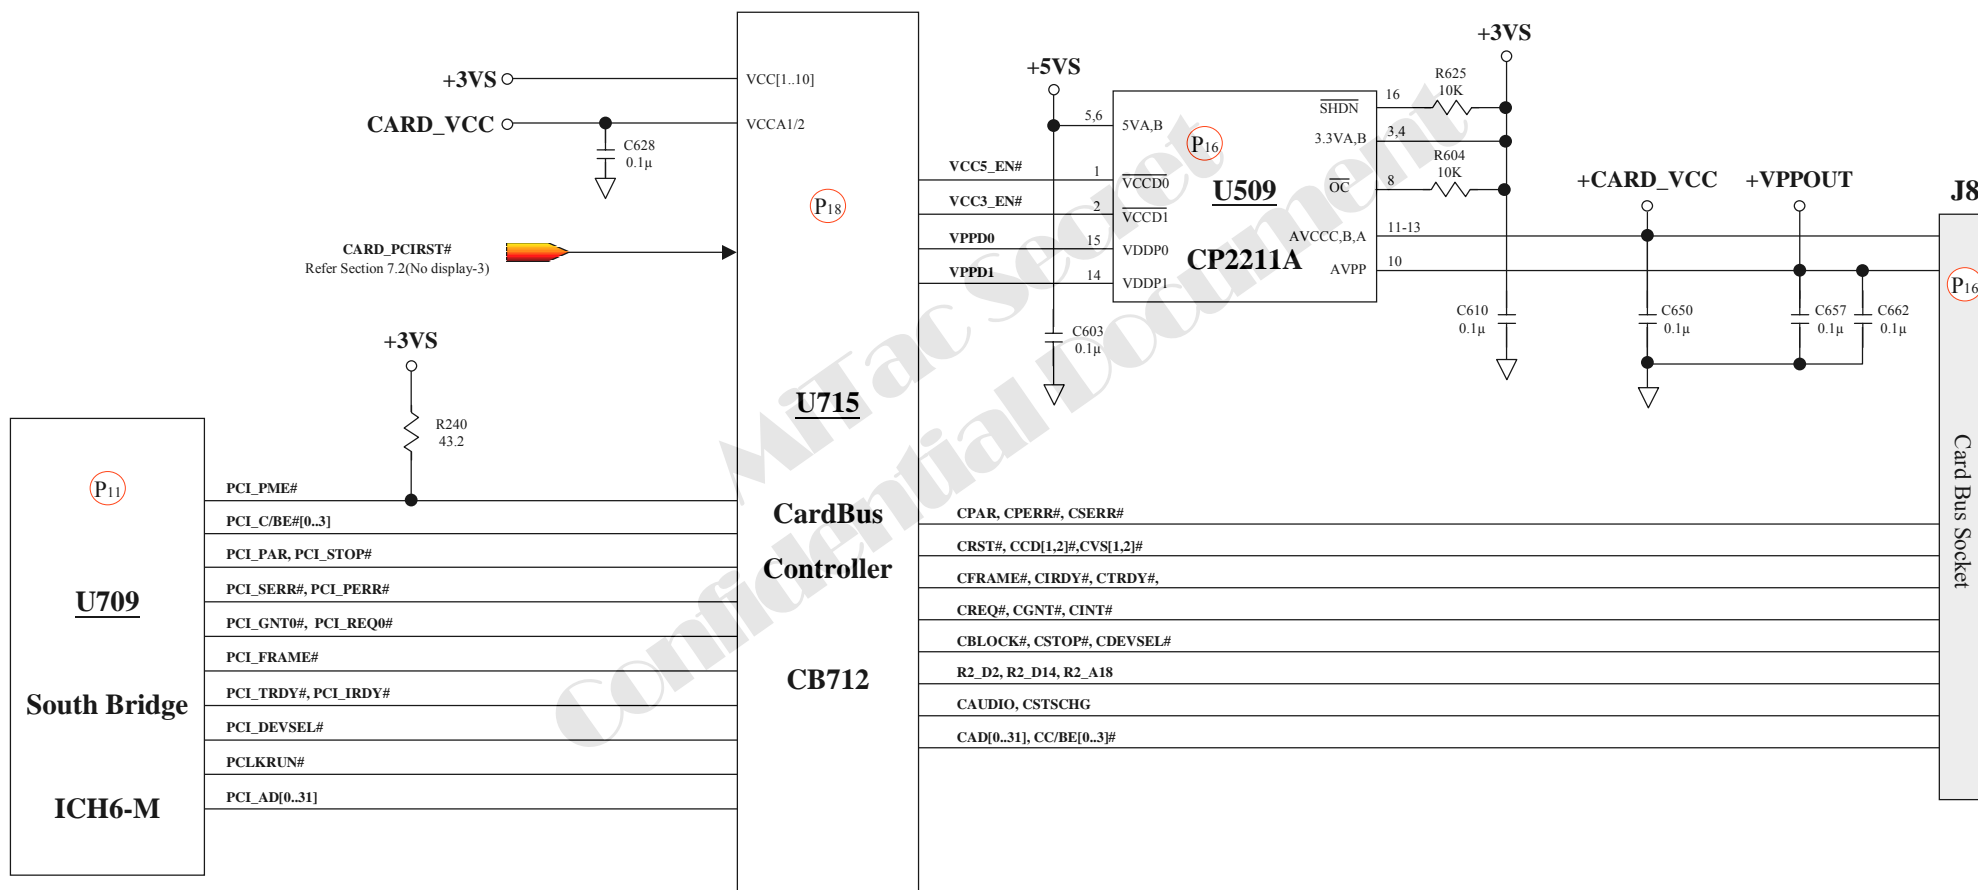 +3VS
VCC[1..10]
CARD_VCC
VCCA1/2
C628
0.1µ
P18
CARD_PCIRST#
Refer Section 7.2(No display-3)
+3VS
R240
43.2
P11
U709
South Bridge
ICH6-M
PCI_PME#
PCI_C/BE#[0..3]
PCI_PAR, PCI_STOP#
PCI_SERR#, PCI_PERR#
PCI_GNT0#, PCI_REQ0#
PCI_FRAME#
PCI_TRDY#, PCI_IRDY#
PCI_DEVSEL#
PCLKRUN#
PCI_AD[0..31]
U715
CardBus
Controller
CB712
VCC5_EN#
VCC3_EN#
VPPD0
VPPD1
+5VS
5,6
1
2
15
14
5VA,B
VCCD0
VCCD1
VDDP0
VDDP1
C603
0.1µ
P16
U509
CP2211A
SHDN
3.3VA,B
OC
AVCCC,B,A
AVPP
16
3,4
8
11-13
10
R625
10K
R604
10K
+3VS
C610
0.1µ
+CARD_VCC
+VPPOUT
C650
0.1µ
C657
0.1µ
C662
0.1µ
J8
P16
Card Bus Socket
CPAR, CPERR#, CSERR#
CRST#, CCD[1,2]#,CVS[1,2]#
CFRAME#, CIRDY#, CTRDY#,
CREQ#, CGNT#, CINT#
CBLOCK#, CSTOP#, CDEVSEL#
R2_D2, R2_D14, R2_A18
CAUDIO, CSTSCHG
CAD[0..31], CC/BE[0..3]#
MiTac Secret
Confidential Document